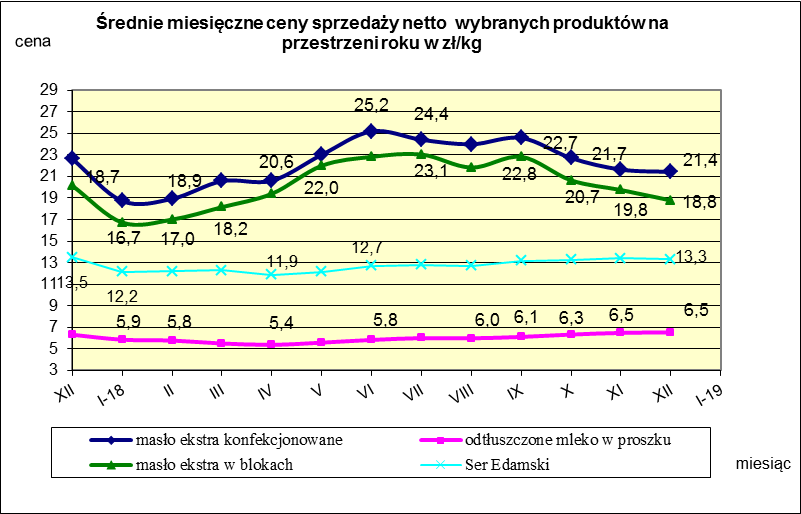 Średnie miesięczne ceny sprzedaży netto wybranych produktów na
przestrzeni roku w zł/kg
cena
29
27
25
23
21
19
17
15
13
11
9
7
5
3
25,2
24,4
22,7
21,7
21,4
18,7
18,9
20,6
22,0
23,1
22,8
20,7
19,8
18,8
16,7
17,0
18,2
13,5
12,2
11,9
12,7
13,3
5,9
5,8
5,4
5,8
6,0
6,1
6,3
6,5
6,5
XII
I-18
II
III
IV
V
VI
VII
VIII
IX
X
XI
XII
I-19
masło ekstra konfekcjonowane
odtłuszczone mleko w proszku
masło ekstra w blokach
Ser Edamski
miesiąc